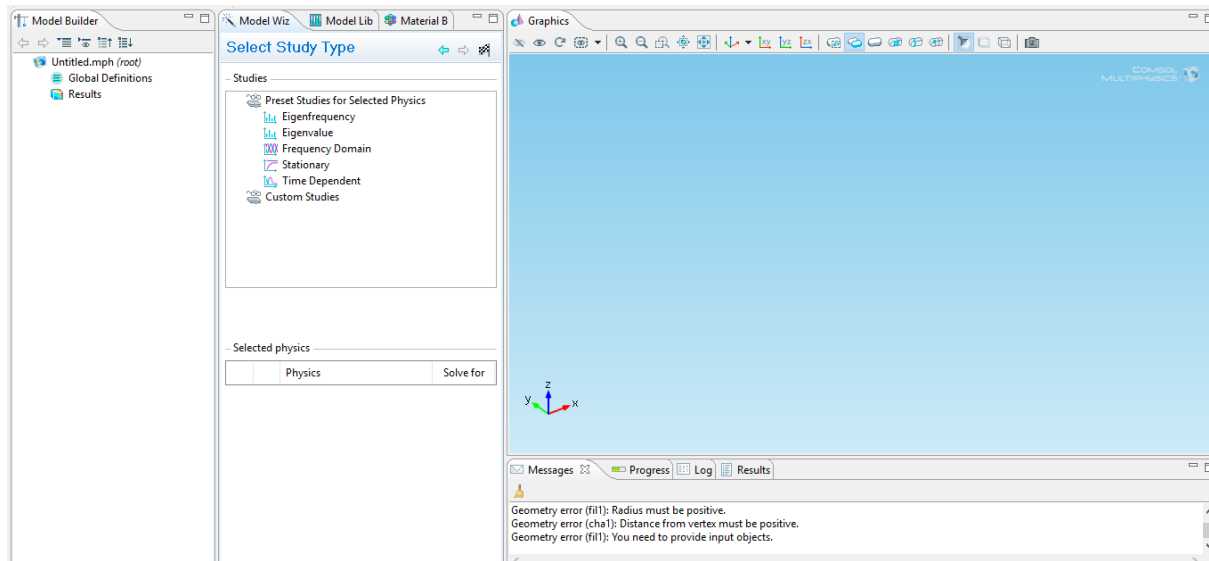 Model Builder
Untitled.mph (root)
Global Definitions
Results
Model Wiz
Model Lib
Material B
Select Study Type
Studies
Preset Studies for Selected Physics
Eigenfrequency
Eigenvalue
Frequency Domain
Stationary
Time Dependent
Custom Studies
Selected physics
Physics Solve for
Graphics
xy yz zx
COMSOL
MULTIPHYSICS
z
y x
Messages Progress Log Results
Geometry error (fil1): Radius must be positive.
Geometry error (cha1): Distance from vertex must be positive.
Geometry error (fil1): You need to provide input objects.